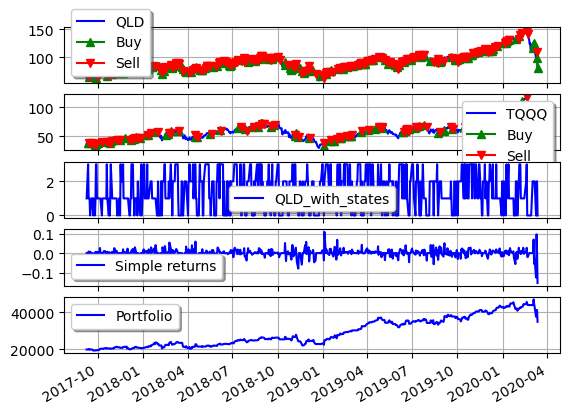 150
100
QLD
Buy
Sell
100
50
TQQQ
Buy
Sell
2
0
QLD_with_states
0.1
0.0
−0.1
Simple returns
40000
20000
Portfolio
2017-10 2018-01 2018-04 2018-07 2018-10 2019-01 2019-04 2019-07 2019-10 2020-01 2020-04